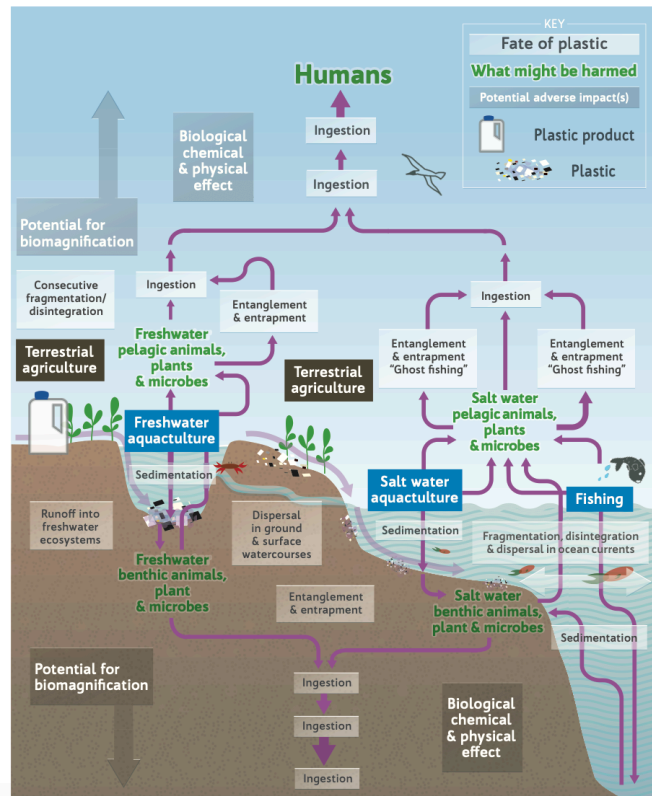 KEY
Fate of plastic
What might be harmed
Potential adverse impact(s)
Plastic product
Plastic
Humans
Ingestion
Biological
chemical
& physical
effect
Ingestion
Potential for
biomagnification
Consecutive
fragmentation/
disintegration
Ingestion
Entanglement
& entrapment
Ingestion
Terrestrial
agriculture
Freshwater
pelagic animals,
plants
& microbes
Terrestrial
agriculture
Entanglement
& entrapment
"Ghost fishing"
Entanglement
& entrapment
"Ghost fishing"
Salt water
pelagic animals,
plants
& microbes
Freshwater
aquaculture
Sedimentation
Salt water
aquaculture
Fishing
Runoff into
freshwater
ecosystems
Dispersal
in ground
& surface
watercourses
Sedimentation
Fragmentation, disintegration
& dispersal in ocean currents
Freshwater
benthic animals,
plant
& microbes
Entanglement
& entrapment
Salt water
benthic animals,
plant & microbes
Sedimentation
Potential for
biomagnification
Ingestion
Ingestion
Ingestion
Biological
chemical
& physical
effect